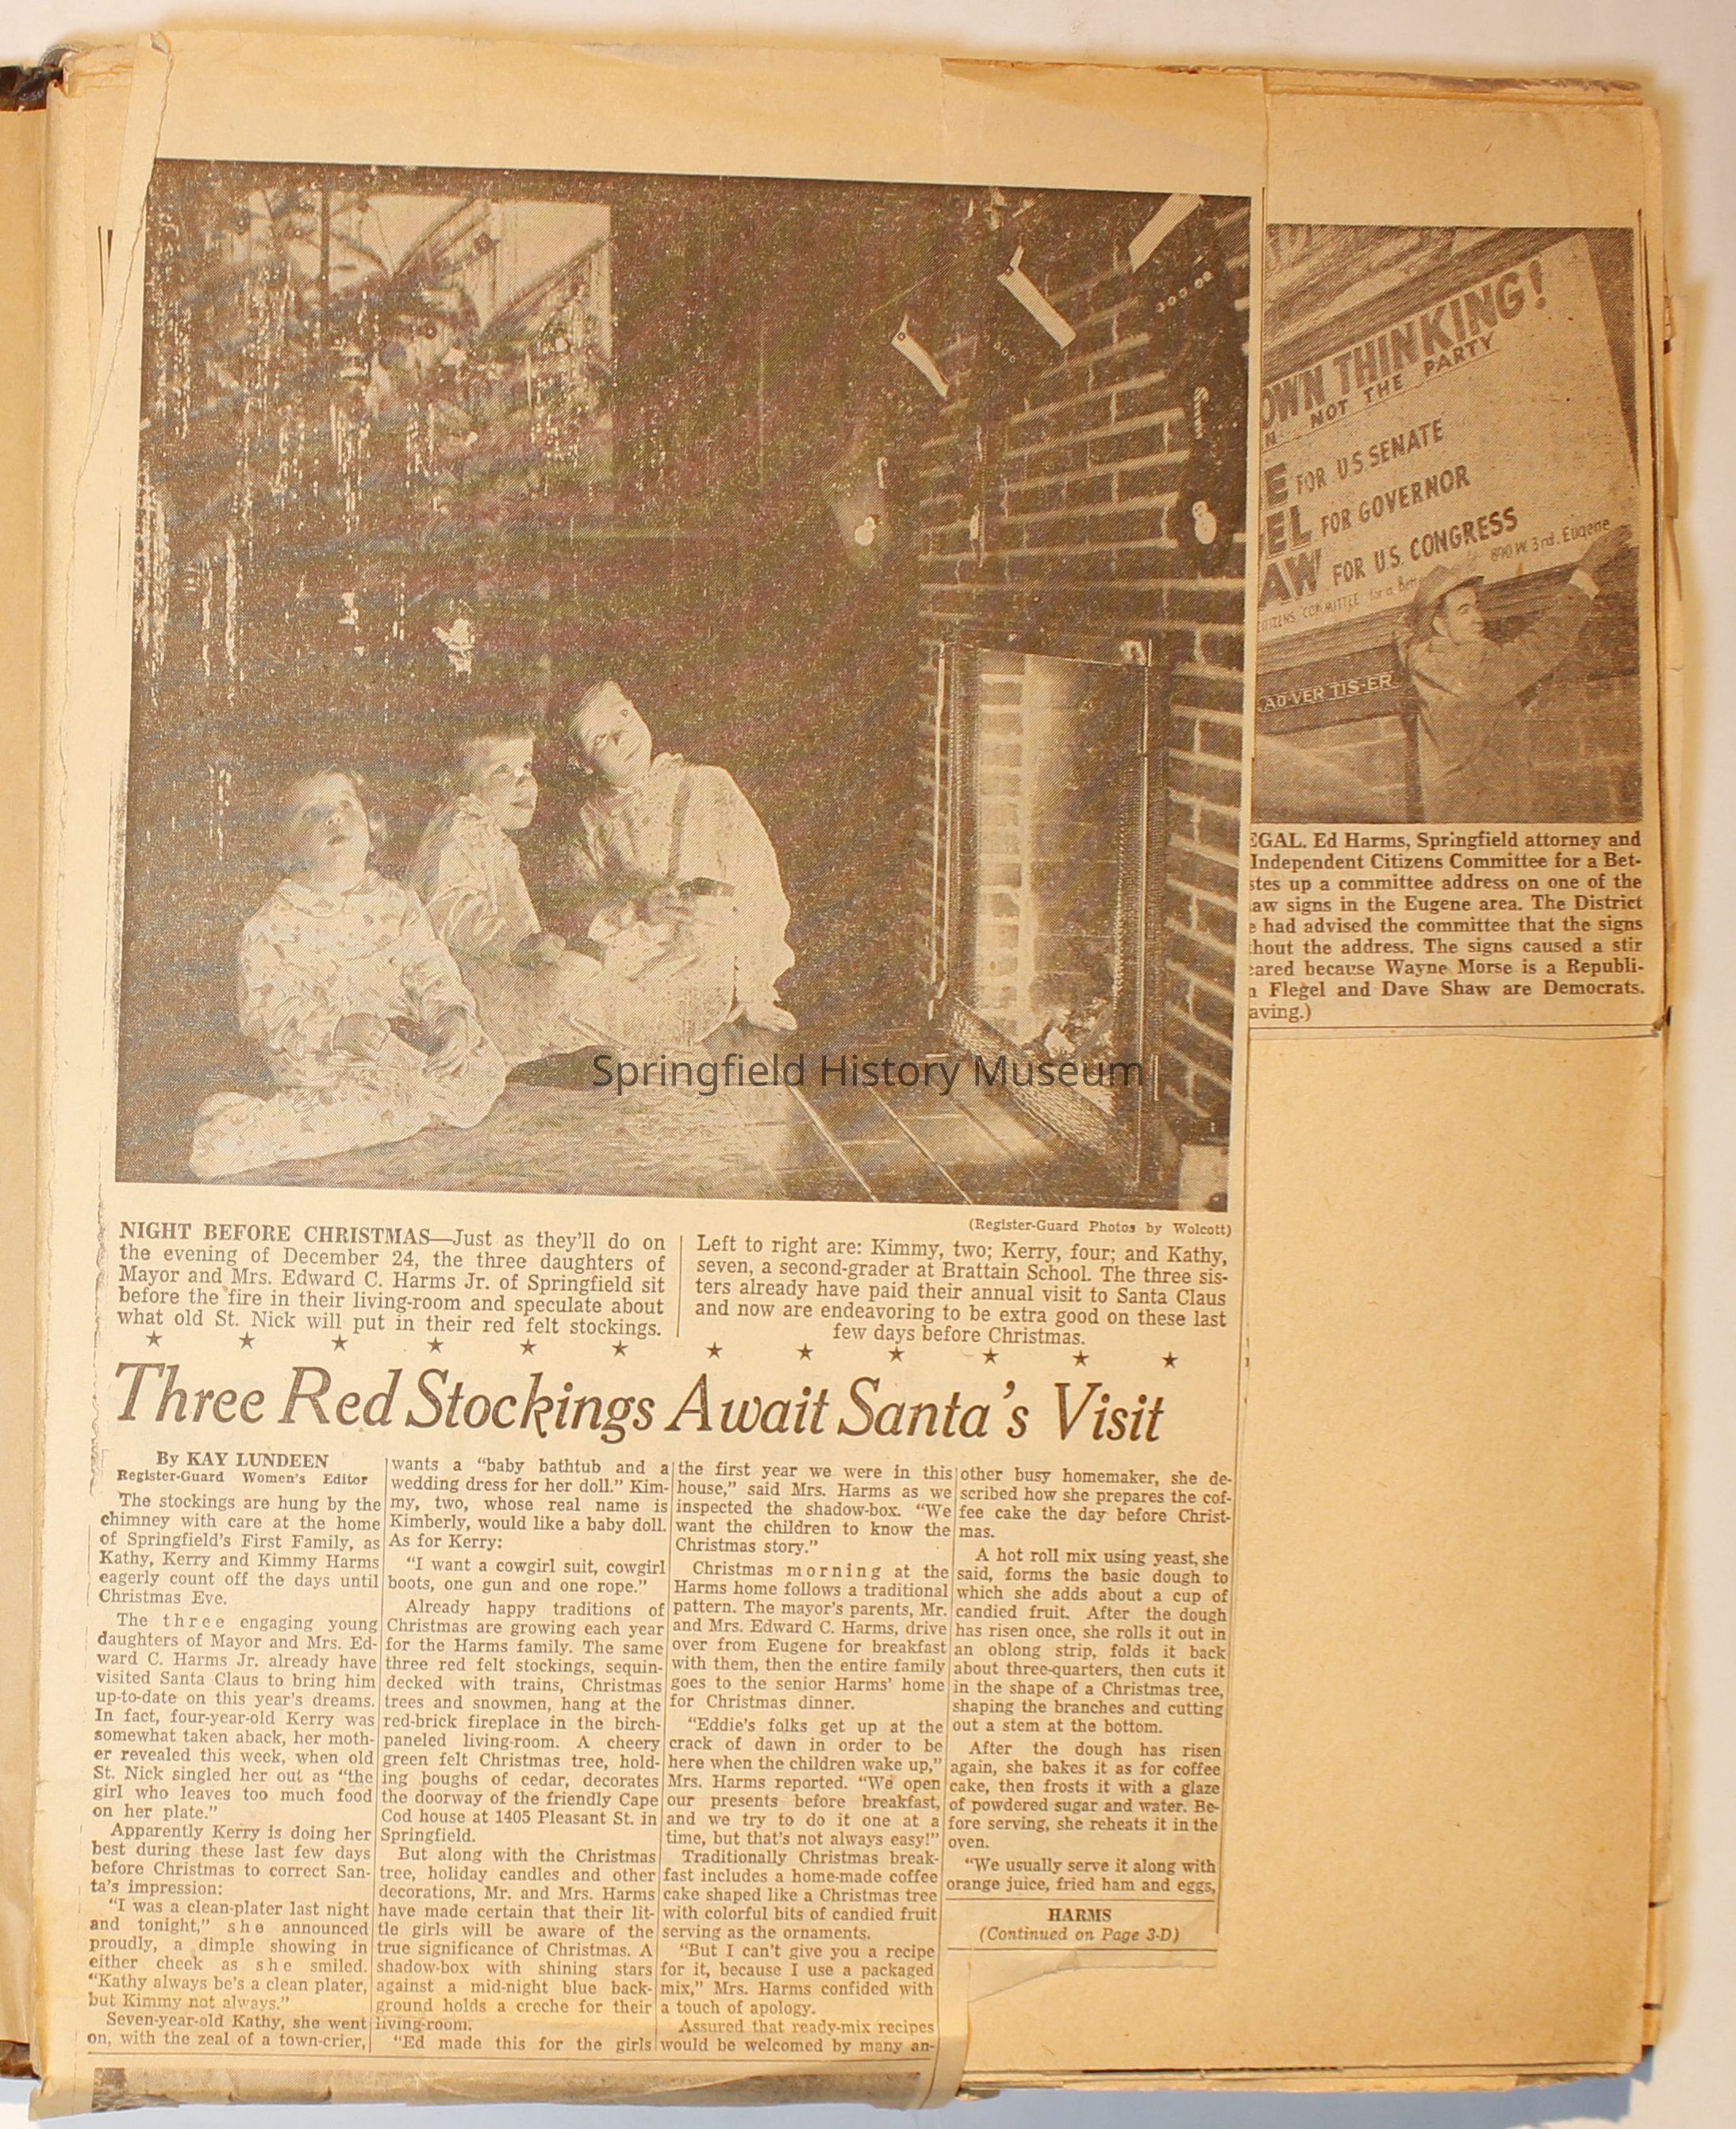 OWN THINKING!
NOT THE PARTY
E FOR U.S. SENATE
EL FOR GOVERNOR
AW FOR U.S. CONGRESS
890 W. 3rd. Eugene
CITIZENS COMMITTEE for a Bett
AD-VER-TIS-ER
EGAL. Ed Harms, Springfield attorney and
Independent Citizens Committee for a Bet-
stes up a committee address on one of the
aw signs in the Eugene area. The District
e had advised the committee that the signs
hout the address. The signs caused a stir
eared because Wayne Morse is a Republi-
n Flegel and Dave Shaw are Democrats.
aving.)
Springfield History Museum
(Register-Guard Photos by Wolcott)
NIGHT BEFORE CHRISTMAS—Just as they'll do on
the evening of December 24, the three daughters of
Mayor and Mrs. Edward C. Harms Jr. of Springfield sit
before the fire in their living-room and speculate about
what old St. Nick will put in their red felt stockings.
Left to right are: Kimmy, two; Kerry, four; and Kathy,
seven, a second-grader at Brattain School. The three sis-
ters already have paid their annual visit to Santa Claus
and now are endeavoring to be extra good on these last
few days before Christmas.
Three Red Stockings Await Santa's Visit
By KAY LUNDEEN
Register-Guard Women's Editor
The stockings are hung by the
chimney with care at the home
of Springfield's First Family, as
Kathy, Kerry and Kimmy Harms
eagerly count off the days until
Christmas Eve.
The three engaging young
daughters of Mayor and Mrs. Ed-
ward C. Harms Jr. already have
visited Santa Claus to bring him
up-to-date on this year's dreams.
In fact, four-year-old Kerry was
somewhat taken aback, her moth-
er revealed this week, when old
St. Nick singled her out as "the
girl who leaves too much food
on her plate."
Apparently Kerry is doing her
best during these last few days
before Christmas to correct San-
ta's impression:
"I was a clean-plater last night
and tonight," she announced
proudly, a dimple showing in
either cheek as she smiled.
"Kathy always be's a clean plater,
but Kimmy not always."
Seven-year-old Kathy, she went
on, with the zeal of a town-crier,
wants a "baby bathtub and a
wedding dress for her doll." Kim-
my, two, whose real name is
Kimberly, would like a baby doll.
As for Kerry:
"I want a cowgirl suit, cowgirl
boots, one gun and one rope."
Already happy traditions of
Christmas are growing each year
for the Harms family. The same
three red felt stockings, sequin-
decked with trains, Christmas
trees and snowmen, hang at the
red-brick fireplace in the birch-
paneled living-room. A cheery
green felt Christmas tree, hold-
ing boughs of cedar, decorates
the doorway of the friendly Cape
Cod house at 1405 Pleasant St. in
Springfield.
But along with the Christmas
tree, holiday candles and other
decorations, Mr. and Mrs. Harms
have made certain that their lit-
tle girls will be aware of the
true significance of Christmas. A
shadow-box with shining stars
against a mid-night blue back-
ground holds a creche for their
living-room.
"Ed made this for the girls
the first year we were in this
house," said Mrs. Harms as we
inspected the shadow-box. "We
want the children to know the
Christmas story."
Christmas morning at the
Harms home follows a traditional
pattern. The mayor's parents, Mr.
and Mrs. Edward C. Harms, drive
over from Eugene for breakfast
with them, then the entire family
goes to the senior Harms' home
for Christmas dinner.
"Eddie's folks get up at the
crack of dawn in order to be
here when the children wake up,"
Mrs. Harms reported. "We open
our presents before breakfast,
and we try to do it one at a
time, but that's not always easy!"
Traditionally Christmas break-
fast includes a home-made coffee
cake shaped like a Christmas tree
with colorful bits of candied fruit
serving as the ornaments.
"But I can't give you a recipe
for it, because I use a packaged
mix," Mrs. Harms confided with
a touch of apology.
Assured that ready-mix recipes
would be welcomed by many an-
other busy homemaker, she de-
scribed how she prepares the cof-
fee cake the day before Christ-
mas.
A hot roll mix using yeast, she
said, forms the basic dough to
which she adds about a cup of
candied fruit. After the dough
has risen once, she rolls it out in
an oblong strip, folds it back
about three-quarters, then cuts it
in the shape of a Christmas tree,
shaping the branches and cutting
out a stem at the bottom.
After the dough has risen
again, she bakes it as for coffee
cake, then frosts it with a glaze
of powdered sugar and water. Be-
fore serving, she reheats it in the
oven.
"We usually serve it along with
orange juice, fried ham and eggs,
HARMS
(Continued on Page 3-D)